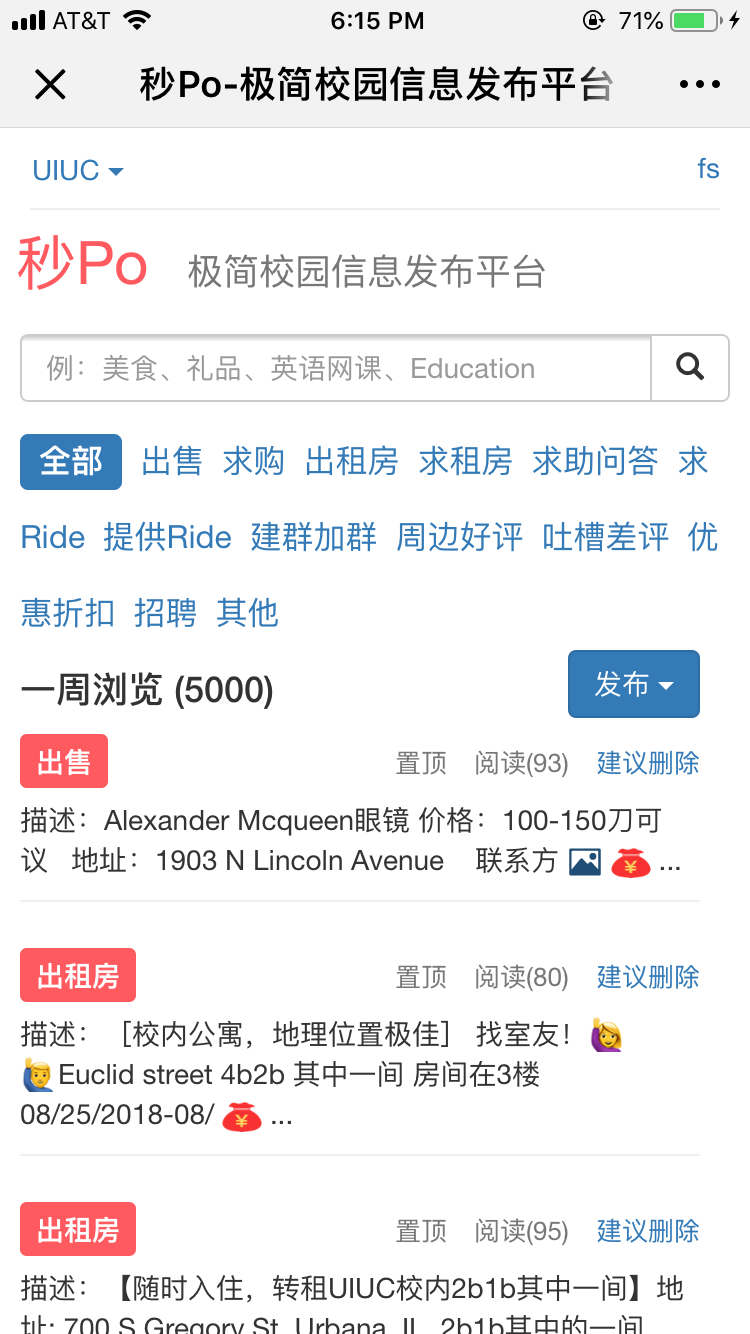 AT&T 6:15 PM 71%
秒Po-极简校园信息发布平台
UIUC fs
秒Po 极简校园信息发布平台
例：美食、礼品、英语网课、Education
全部 出售 求购 出租房 求租房 求助问答 求
Ride 提供Ride 建群加群 周边好评 吐槽差评 优
惠折扣 招聘 其他
一周浏览 (5000) 发布
出售 置顶 阅读(93) 建议删除
描述：Alexander Mcqueen眼镜 价格：100-150刀可
议 地址：1903 N Lincoln Avenue 联系方 ...
出租房 置顶 阅读(80) 建议删除
描述：［校内公寓，地理位置极佳］ 找室友！🙋‍♀️
🙋‍♂️Euclid street 4b2b 其中一间 房间在3楼
08/25/2018-08/ ...
出租房 置顶 阅读(95) 建议删除
描述：【随时入住，转租UIUC校内2b1b其中一间】地
址: 700 S Gregory St, Urbana, IL, 2b1b其中的一间